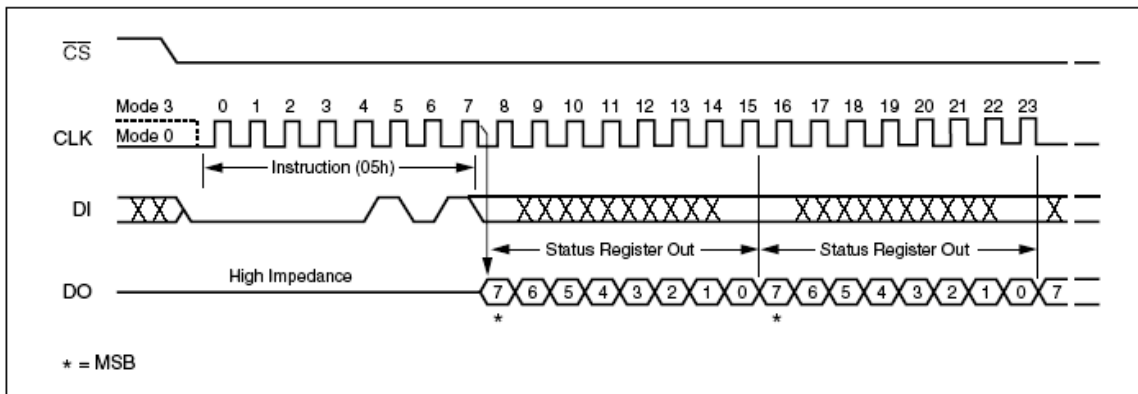 CS
Mode 3 0 1 2 3 4 5 6 7 8 9 10 11 12 13 14 15 16 17 18 19 20 21 22 23
CLK Mode 0
Instruction (05h)
DI
Status Register Out Status Register Out
High Impedance
DO 7 6 5 4 3 2 1 0 7 6 5 4 3 2 1 0 7
* *
* = MSB